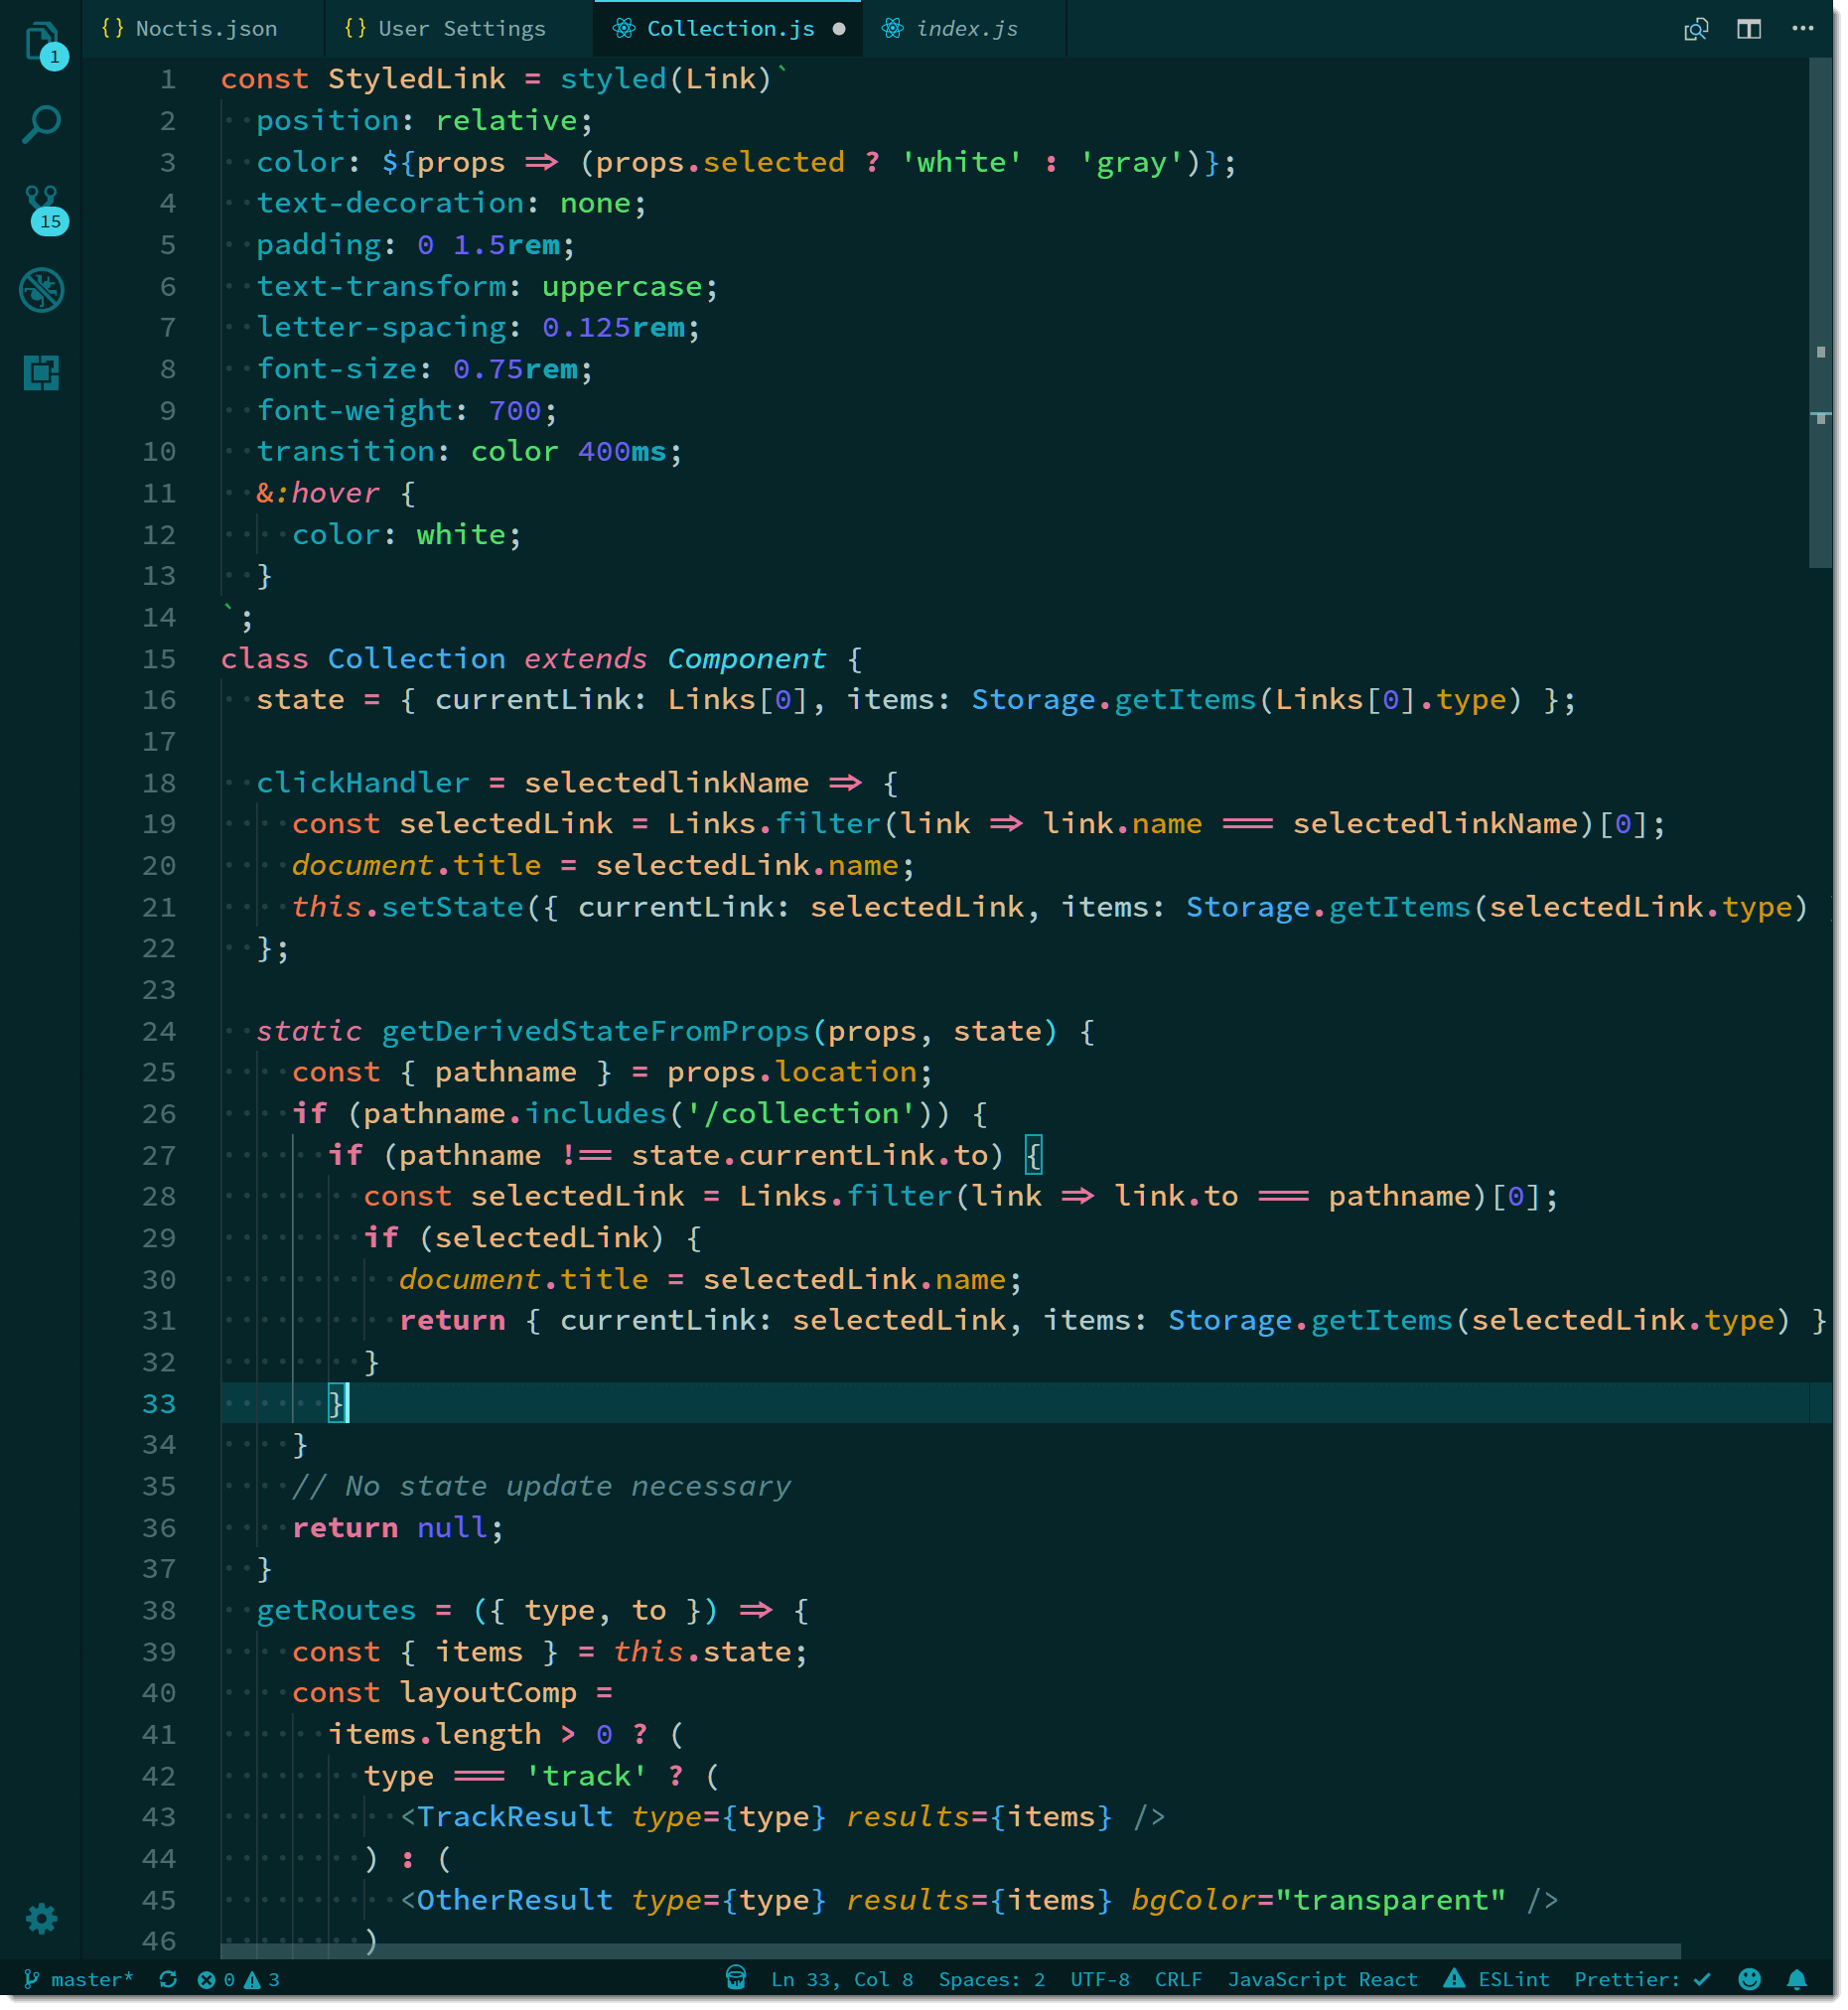 {} Noctis.json {} User Settings Collection.js ● index.js
1
15
1 const StyledLink = styled(Link)`
2 position: relative;
3 color: ${props => (props.selected ? 'white' : 'gray')};
4 text-decoration: none;
5 padding: 0 1.5rem;
6 text-transform: uppercase;
7 letter-spacing: 0.125rem;
8 font-size: 0.75rem;
9 font-weight: 700;
10 transition: color 400ms;
11 &:hover {
12 color: white;
13 }
14 `;
15 class Collection extends Component {
16 state = { currentLink: Links[0], items: Storage.getItems(Links[0].type) };
17
18 clickHandler = selectedlinkName => {
19 const selectedLink = Links.filter(link => link.name === selectedlinkName)[0];
20 document.title = selectedLink.name;
21 this.setState({ currentLink: selectedLink, items: Storage.getItems(selectedLink.type)
22 };
23
24 static getDerivedStateFromProps(props, state) {
25 const { pathname } = props.location;
26 if (pathname.includes('/collection')) {
27 if (pathname !== state.currentLink.to) {
28 const selectedLink = Links.filter(link => link.to === pathname)[0];
29 if (selectedLink) {
30 document.title = selectedLink.name;
31 return { currentLink: selectedLink, items: Storage.getItems(selectedLink.type) }
32 }
33 }
34 }
35 // No state update necessary
36 return null;
37 }
38 getRoutes = ({ type, to }) => {
39 const { items } = this.state;
40 const layoutComp =
41 items.length > 0 ? (
42 type === 'track' ? (
43 <TrackResult type={type} results={items} />
44 ) : (
45 <OtherResult type={type} results={items} bgColor="transparent" />
46 )
master* 0 3 Ln 33, Col 8 Spaces: 2 UTF-8 CRLF JavaScript React ESLint Prettier: ✓